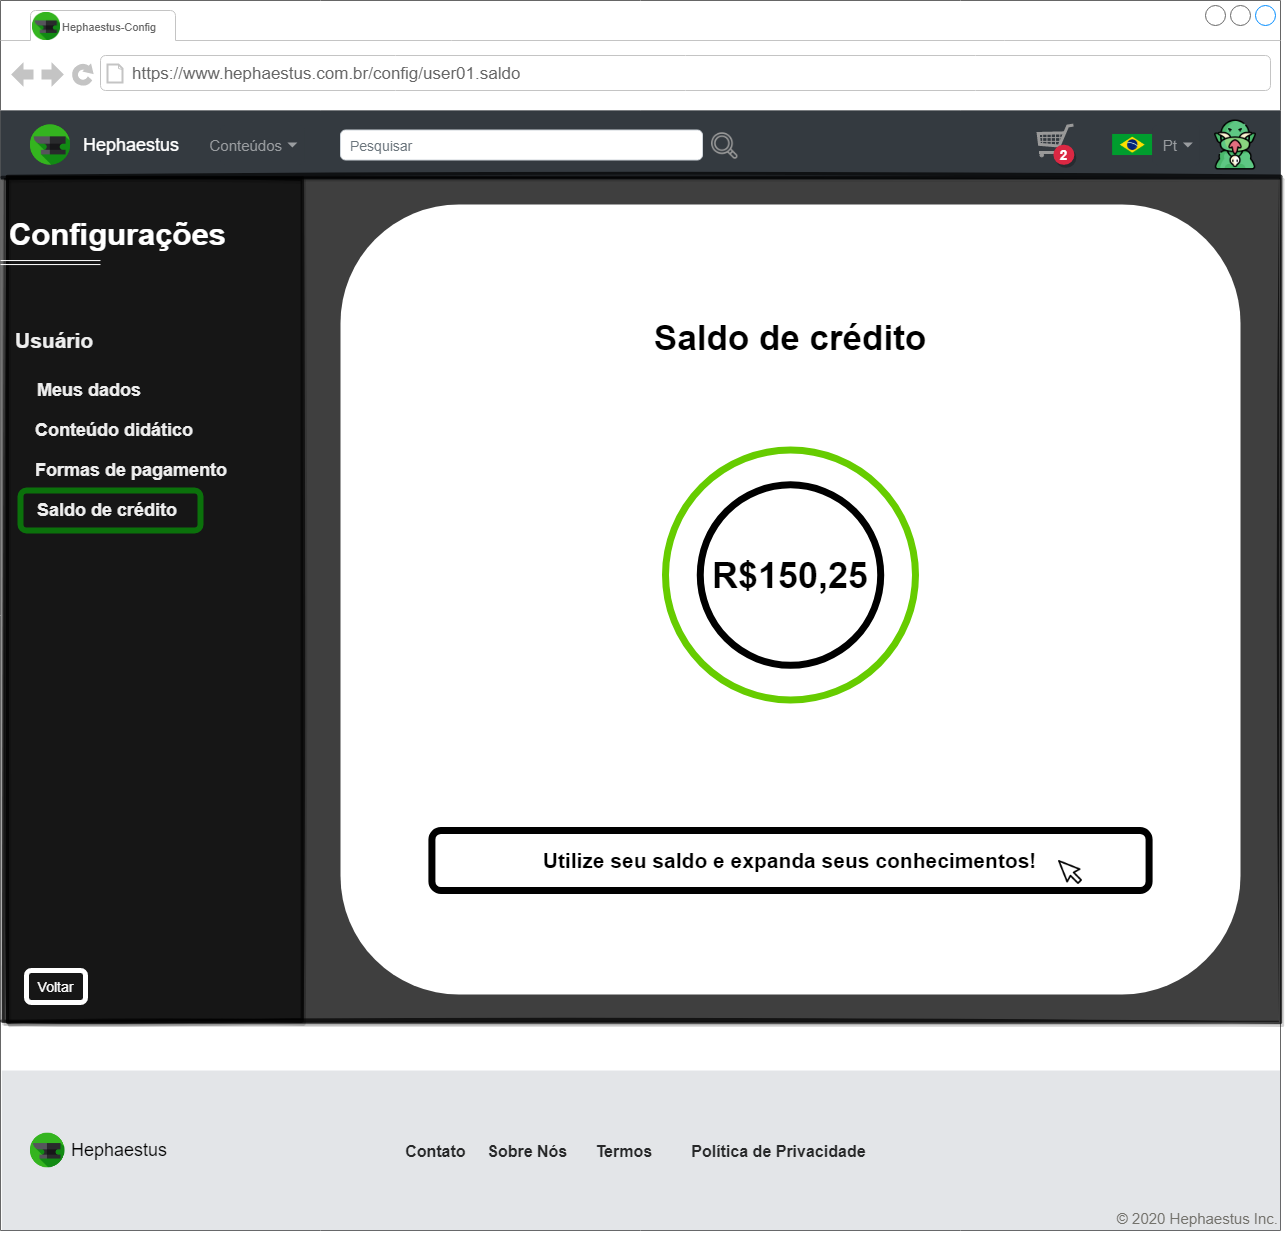 Hephaestus-Config
https://www.hephaestus.com.br/config/user01.saldo
Hephaestus
Conteúdos
Pesquisar
2
Pt
Configurações
Usuário
Meus dados
Conteúdo didático
Formas de pagamento
Saldo de crédito
Voltar
Saldo de crédito
R$150,25
Utilize seu saldo e expanda seus conhecimentos!
Hephaestus
Contato Sobre Nós Termos Política de Privacidade
© 2020 Hephaestus Inc.